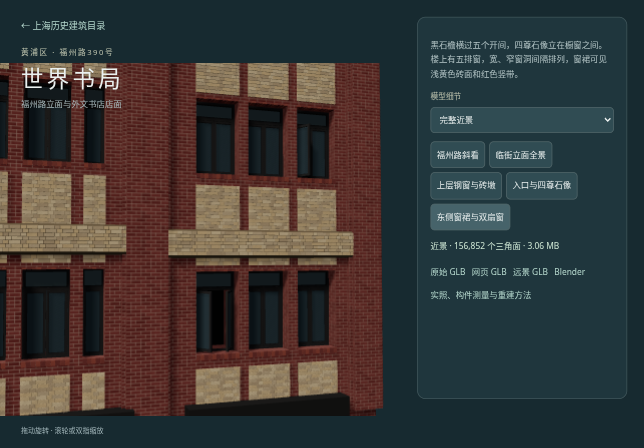 ← 上海历史建筑目录
黄浦区 · 福州路390号
世界书局
福州路立面与外文书店店面
拖动旋转 · 滚轮或双指缩放
黑石檐横过五个开间，四尊石像立在橱窗之间。
楼上有五排窗，宽、窄窗洞间隔排列，窗裙可见
浅黄色砖面和红色竖带。
模型细节
完整近景
福州路斜看
临街立面全景
上层钢窗与砖墩
入口与四尊石像
东侧窗裙与双扇窗
近景 · 156,852 个三角面 · 3.06 MB
原始 GLB 网页 GLB 远景 GLB Blender
实照、构件测量与重建方法